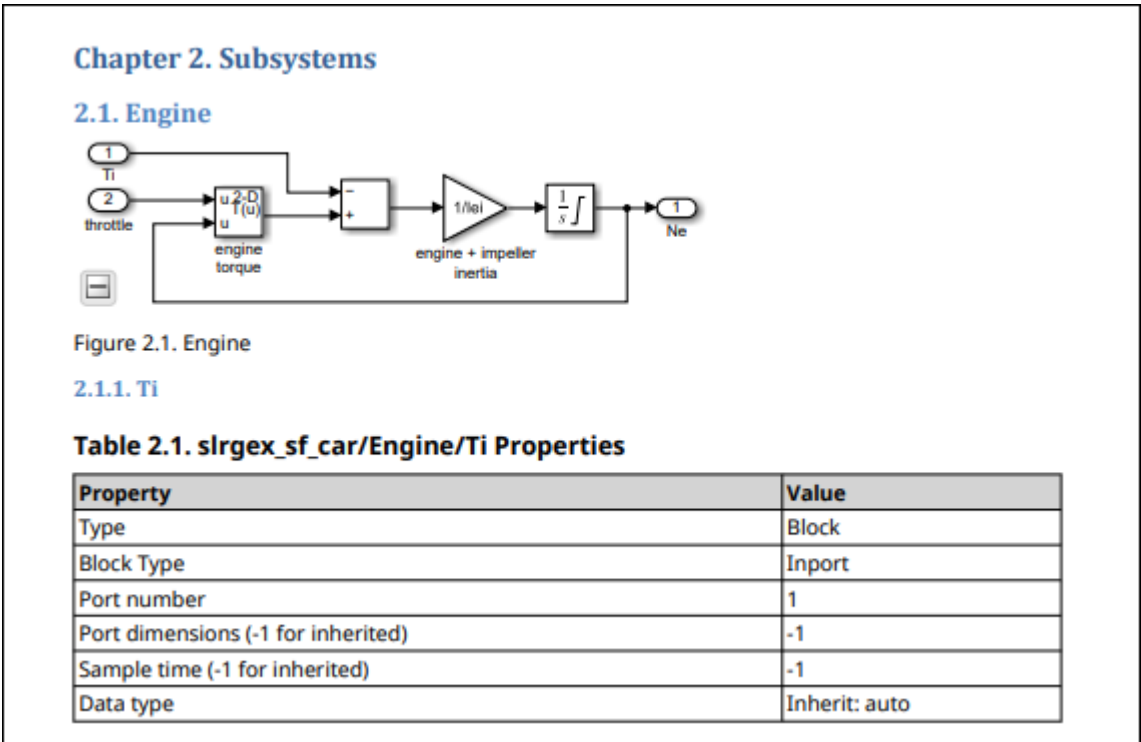 Chapter 2. Subsystems
2.1. Engine
1
Ti
2
throttle
u 2-D
T(u)
u
engine
torque
−
+
1/Iei
engine + impeller
inertia
1
s
∫
1
Ne
Figure 2.1. Engine
2.1.1. Ti
Table 2.1. slrgex_sf_car/Engine/Ti Properties
Property Value
Type Block
Block Type Inport
Port number 1
Port dimensions (-1 for inherited) -1
Sample time (-1 for inherited) -1
Data type Inherit: auto